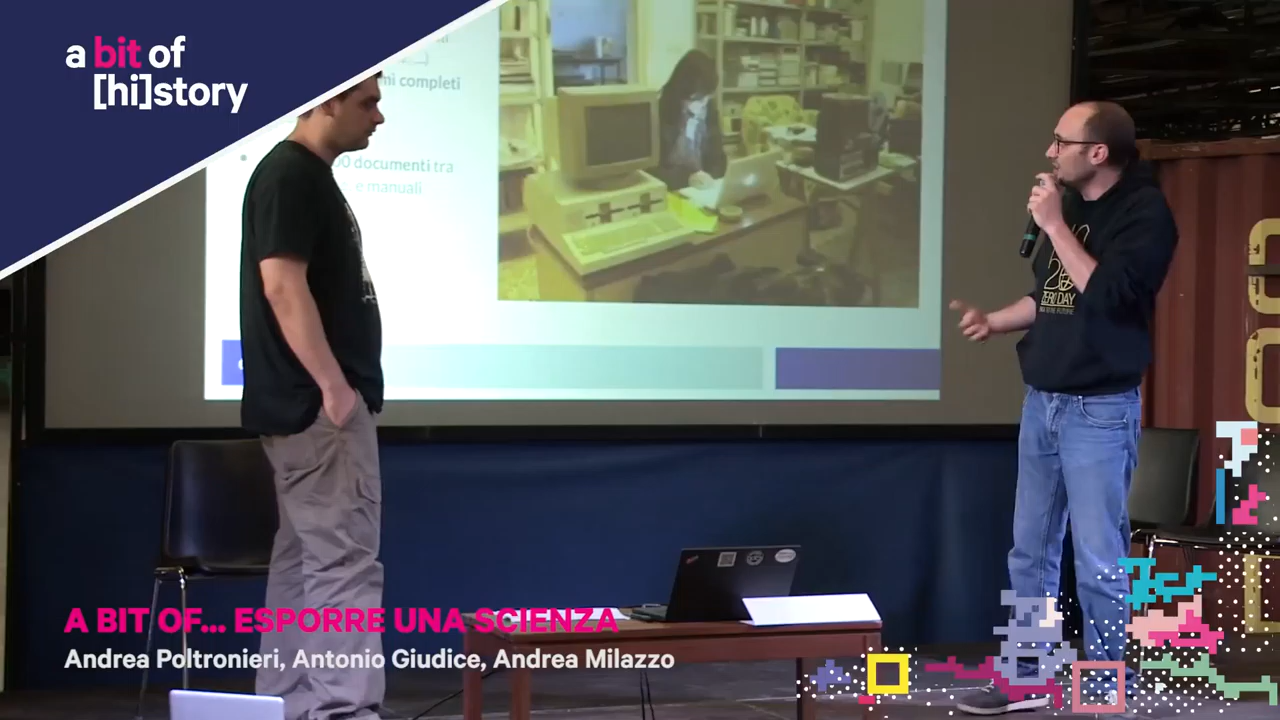 a bit of
[hi]story
mi completi
documenti tra
e manuali
ZERODAY
A BIT OF... ESPORRE UNA SCIENZA
Andrea Poltronieri, Antonio Giudice, Andrea Milazzo